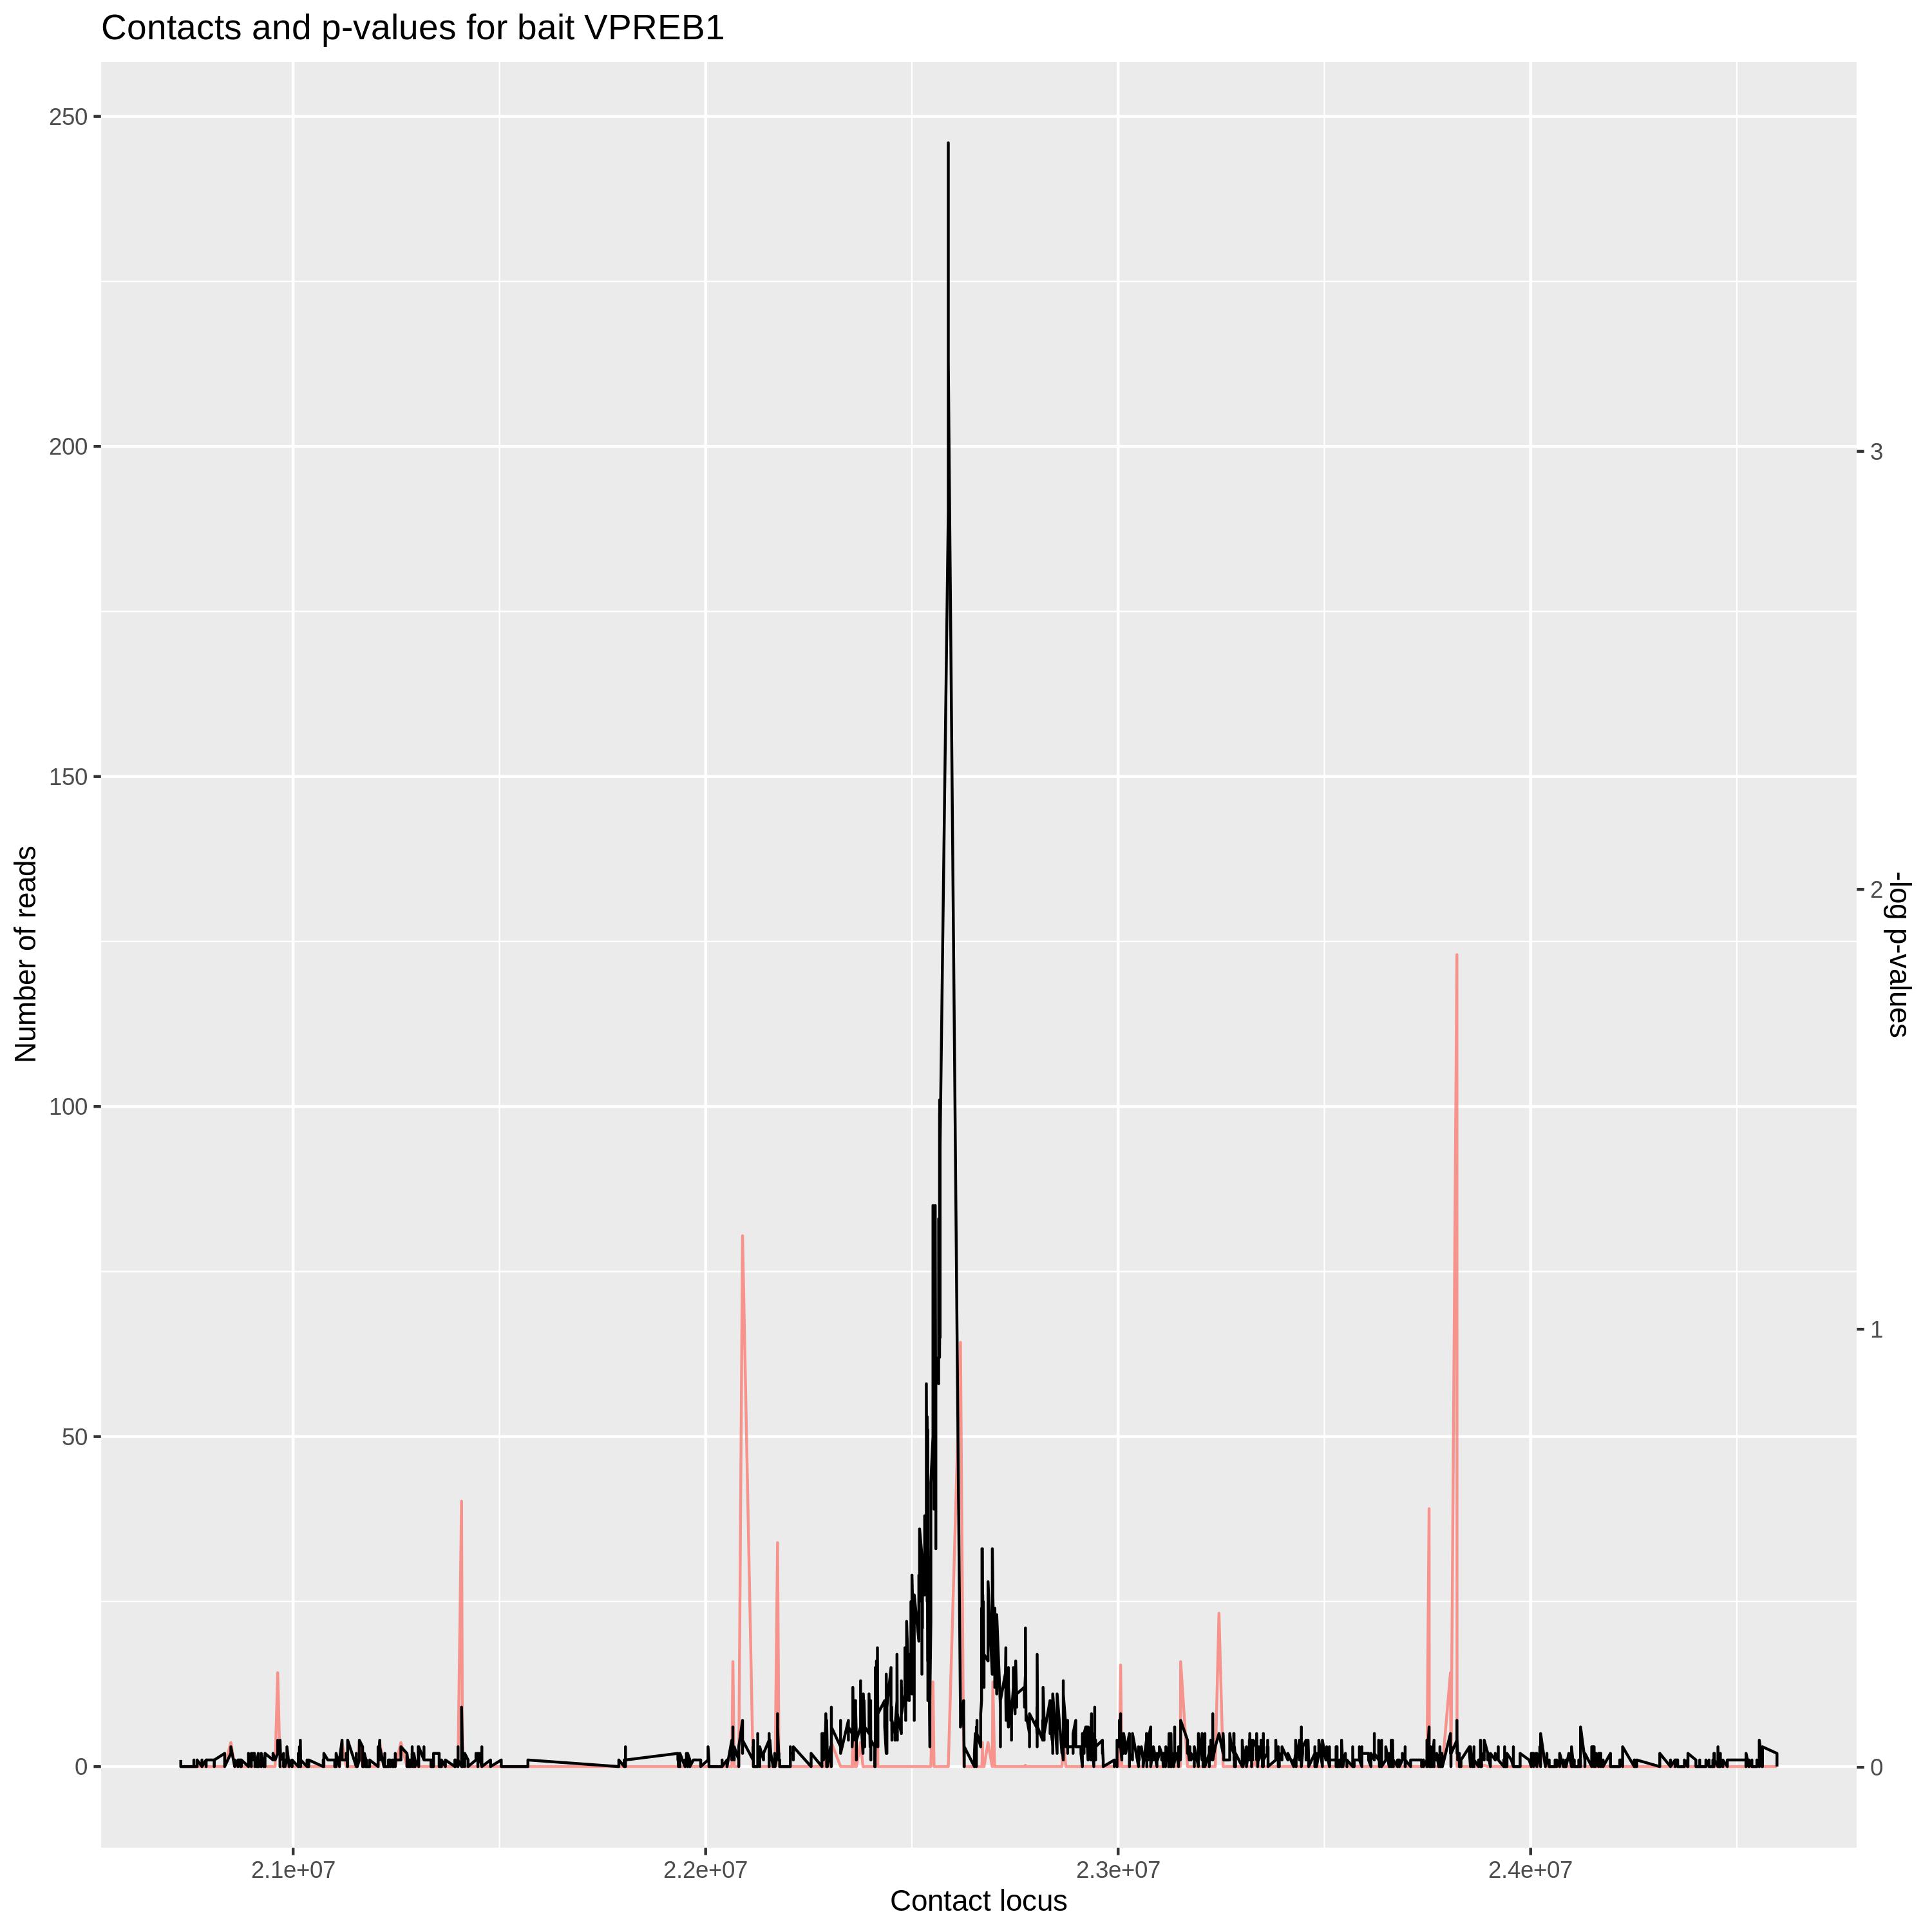 Contacts and p-values for bait VPREB1
250
200
150
100
50
0
Number of reads
3
2
1
0
-log p-values
2.1e+07
2.2e+07
2.3e+07
2.4e+07
Contact locus